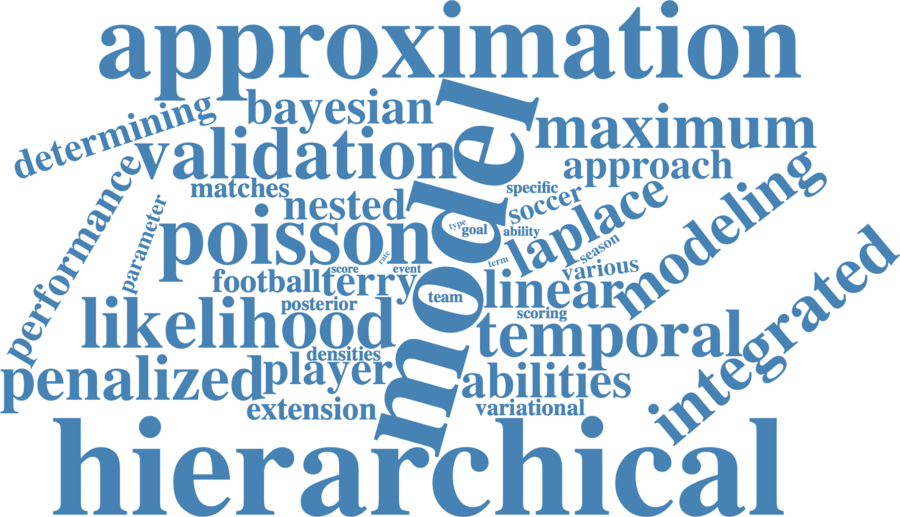 approximation
determining
bayesian
model
maximum
validation
approach
performance
matches
specific
nested
soccer
parameter
poisson
type
goal
ability
laplace
modeling
rate
term
season
football
score
event
terry
various
integrated
posterior
team
linear
scoring
likelihood
temporal
densities
penalized
player
abilities
extension
variational
hierarchical